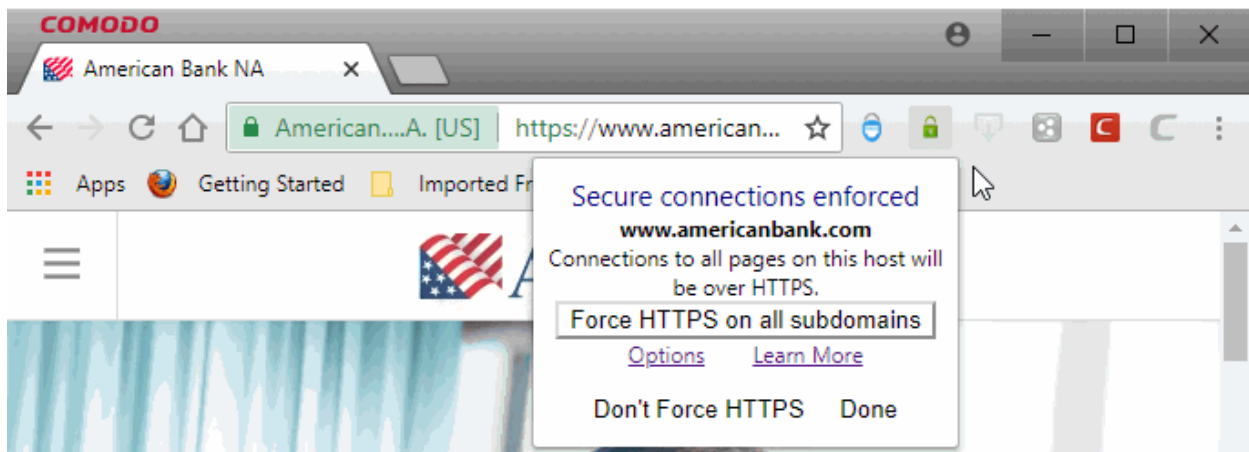 COMODO
American Bank NA
American....A. [US] https://www.american...
Apps Getting Started Imported Fr
Secure connections enforced
www.americanbank.com
Connections to all pages on this host will
be over HTTPS.
Force HTTPS on all subdomains
Options Learn More
Don't Force HTTPS Done
A